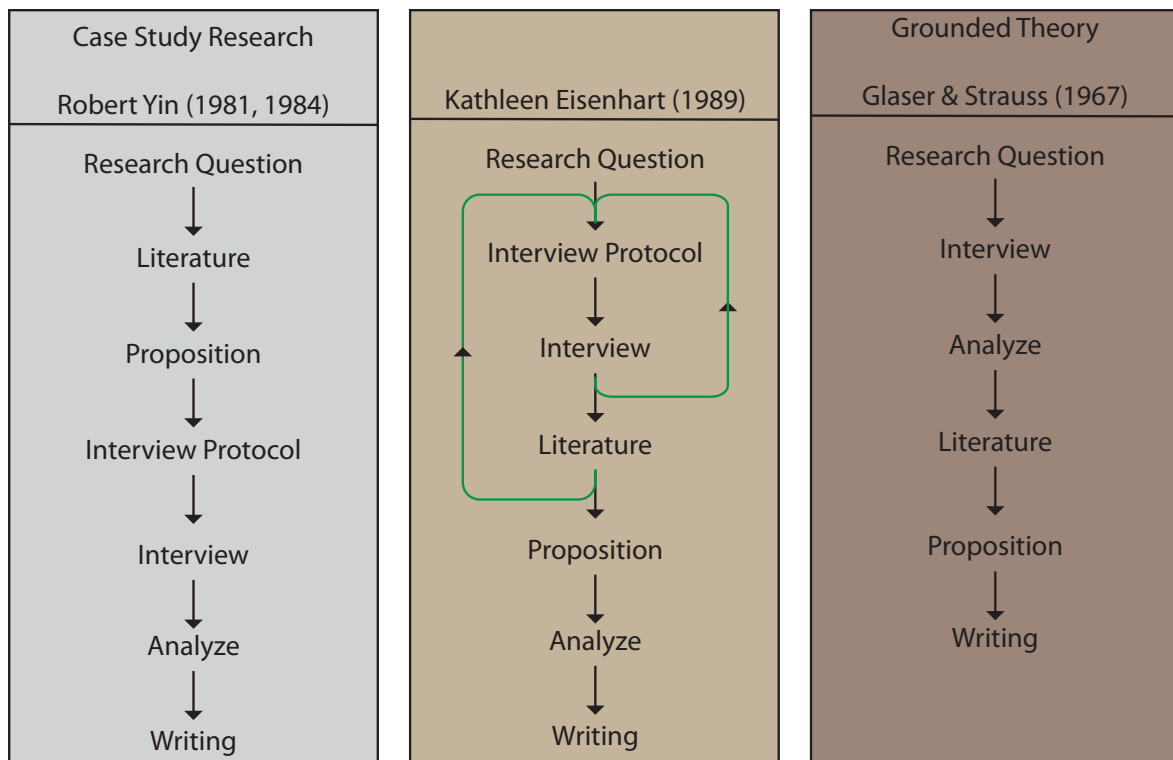 Case Study Research
Robert Yin (1981, 1984)
Research Question
Literature
Proposition
Interview Protocol
Interview
Analyze
Writing
Kathleen Eisenhart (1989)
Research Question
Interview Protocol
Interview
Literature
Proposition
Analyze
Writing
Grounded Theory
Glaser & Strauss (1967)
Research Question
Interview
Analyze
Literature
Proposition
Writing